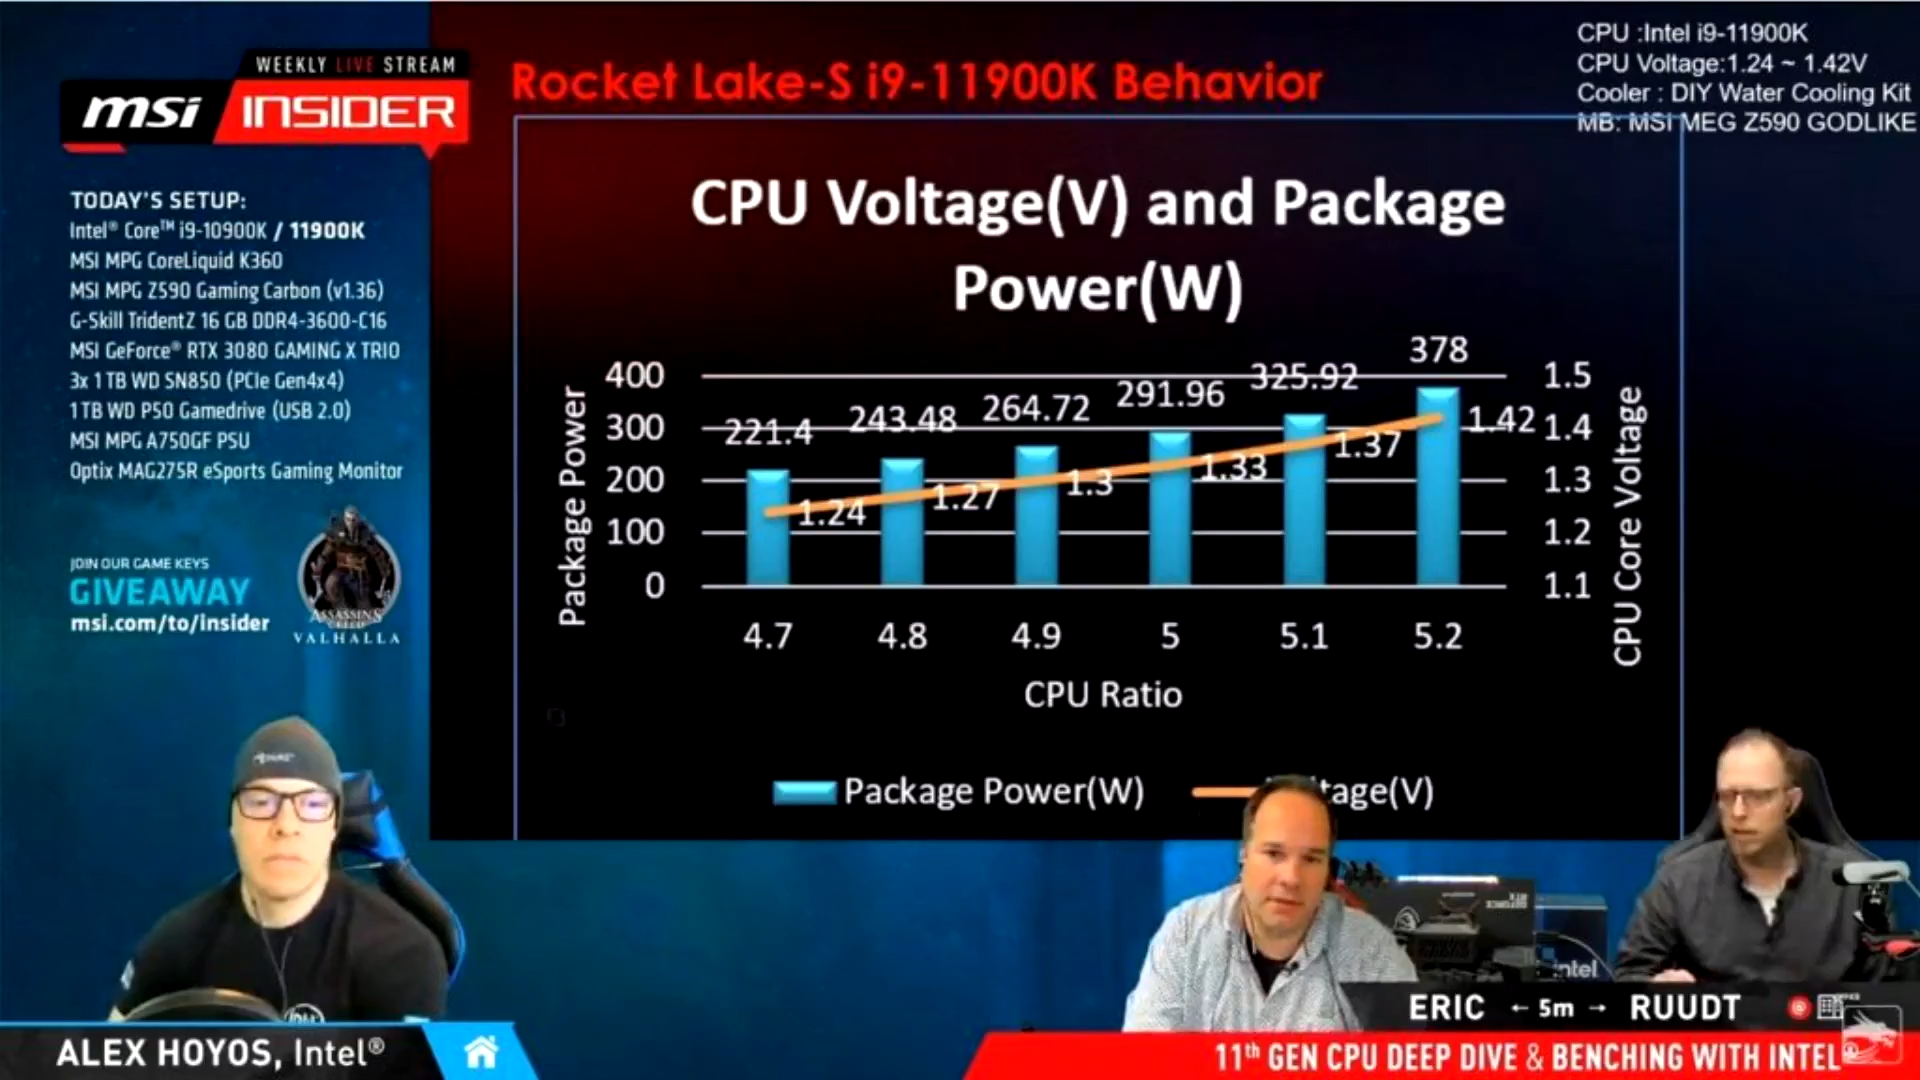 WEEKLY LIVE STREAM
msi INSIDER
TODAY'S SETUP:
Intel® Core™ i9-10900K / 11900K
MSI MPG CoreLiquid K360
MSI MPG Z590 Gaming Carbon (v1.36)
G-Skill TridentZ 16 GB DDR4-3600-C16
MSI GeForce® RTX 3080 GAMING X TRIO
3x 1 TB WD SN850 (PCIe Gen4x4)
1TB WD P50 Gamedrive (USB 2.0)
MSI MPG A750GF PSU
Optix MAG275R eSports Gaming Monitor
JOIN OUR GAME KEYS
GIVEAWAY
msi.com/to/insider
ASSASSIN'S
CREED
VALHALLA
Rocket Lake-S i9-11900K Behavior
CPU :Intel i9-11900K
CPU Voltage:1.24 ~ 1.42V
Cooler : DIY Water Cooling Kit
MB: MSI MEG Z590 GODLIKE
CPU Voltage(V) and Package
Power(W)
Package Power
400
300
200
100
0
221.4
243.48
264.72
291.96
325.92
378
1.24
1.27
1.3
1.33
1.37
1.42
1.5
1.4
1.3
1.2
1.1
CPU Core Voltage
4.7 4.8 4.9 5 5.1 5.2
CPU Ratio
Package Power(W) tage(V)
intel
GEFORCE RTX
ERIC ← 5m → RUUDT
ALEX HOYOS, Intel®
11th GEN CPU DEEP DIVE & BENCHING WITH INTEL